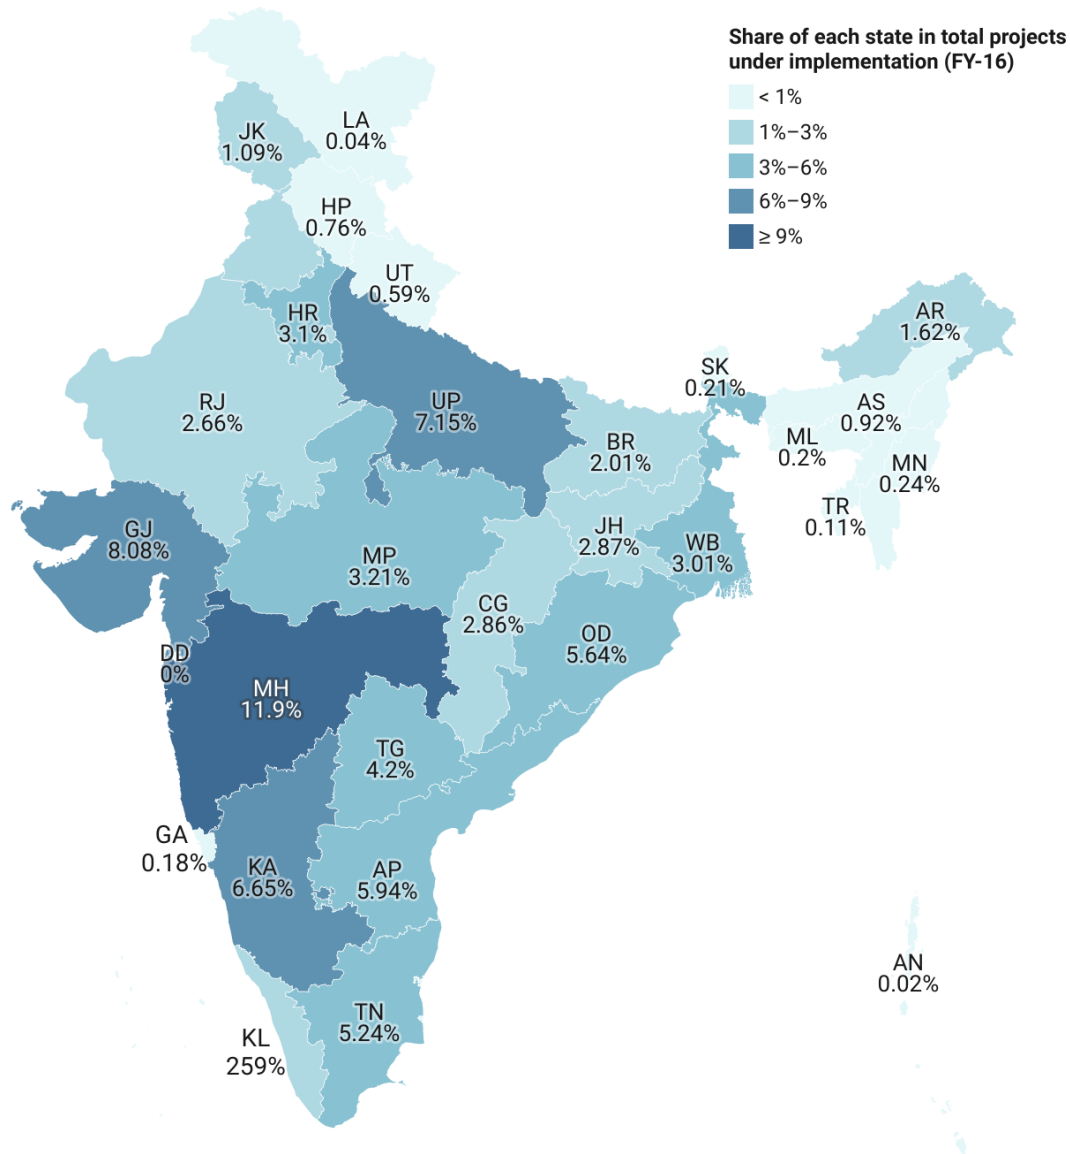 Share of each state in total projects
under implementation (FY-16)
< 1%
1%–3%
3%–6%
6%–9%
≥ 9%
LA
0.04%
JK
1.09%
HP
0.76%
UT
0.59%
HR
3.1%
AR
1.62%
SK
0.21%
RJ
2.66%
UP
7.15%
AS
0.92%
BR
2.01%
ML
0.2%
MN
0.24%
TR
0.11%
GJ
8.08%
JH
2.87%
WB
3.01%
MP
3.21%
CG
2.86%
OD
5.64%
DD
0%
MH
11.9%
TG
4.2%
GA
0.18%
KA
6.65%
AP
5.94%
AN
0.02%
TN
5.24%
KL
259%